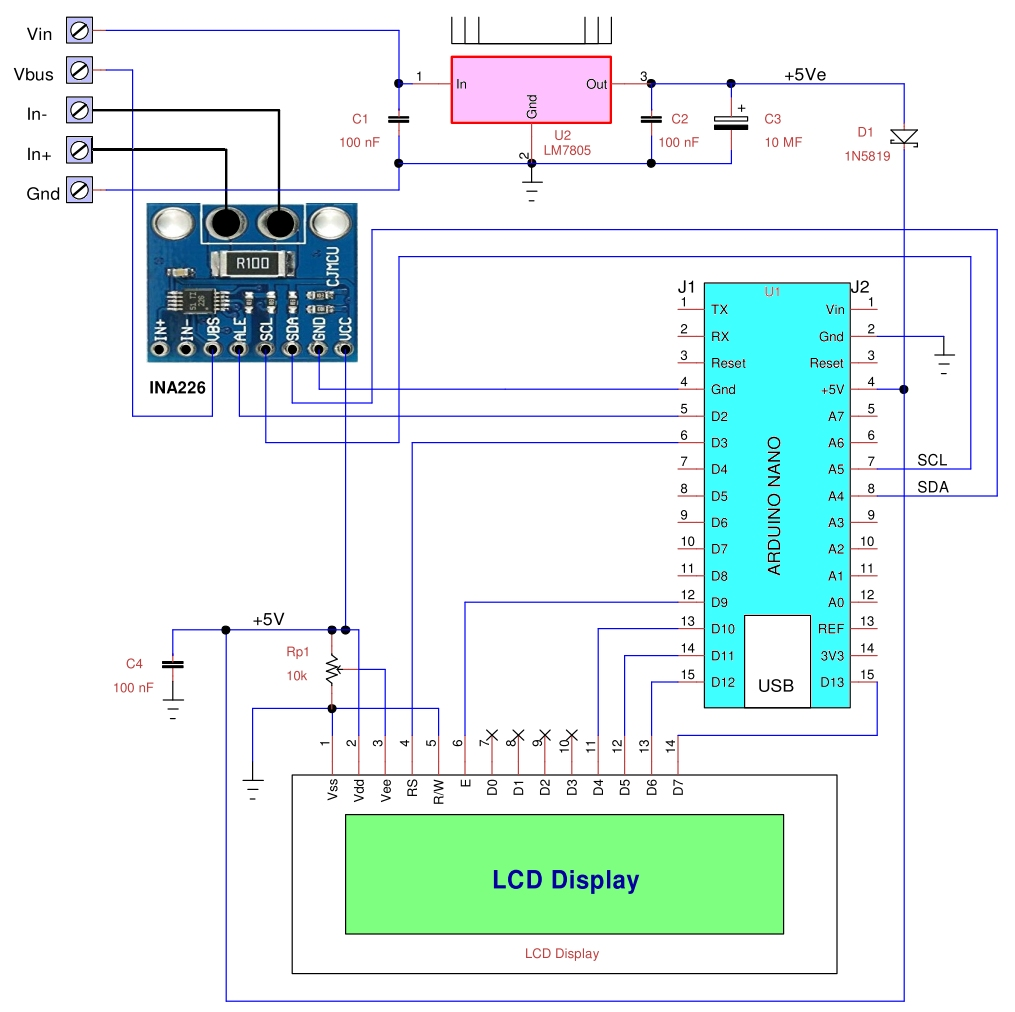 Vin
Vbus
In-
In+
Gnd
1
In
Out
3
Gnd
2
U2
LM7805
+5Ve
C1
100 nF
C2
100 nF
+
C3
10 MF
D1
1N5819
R100
CJMCU
IN+
IN-
VBS
ALE
SCL
SDA
GND
VCC
INA226
J1
U1
J2
1 TX
2 RX
3 Reset
4 Gnd
5 D2
6 D3
7 D4
8 D5
9 D6
10 D7
11 D8
12 D9
13 D10
14 D11
15 D12
ARDUINO NANO
USB
Vin 1
Gnd 2
Reset 3
+5V 4
A7 5
A6 6
A5 7
A4 8
A3 9
A2 10
A1 11
A0 12
REF 13
3V3 14
D13 15
SCL
SDA
+5V
C4
100 nF
Rp1
10k
1 2 3 4 5 6 7 8 9 10 11 12 13 14
Vss Vdd Vee RS R/W E D0 D1 D2 D3 D4 D5 D6 D7
LCD Display
LCD Display